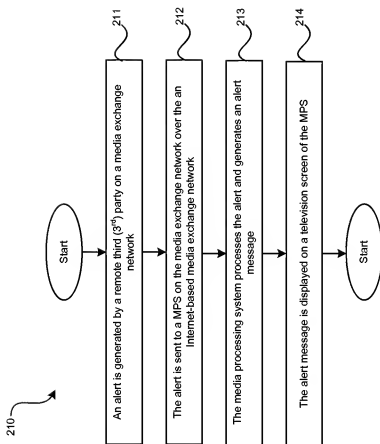 210
Start
211
An alert is generated by a remote third (3rd) party on a media exchange
network
212
The alert is sent to a MPS on the media exchange network over the an
Internet-based media exchange network
213
The media processing system processes the alert and generates an alert
message
214
The alert message is displayed on a television screen of the MPS
Start